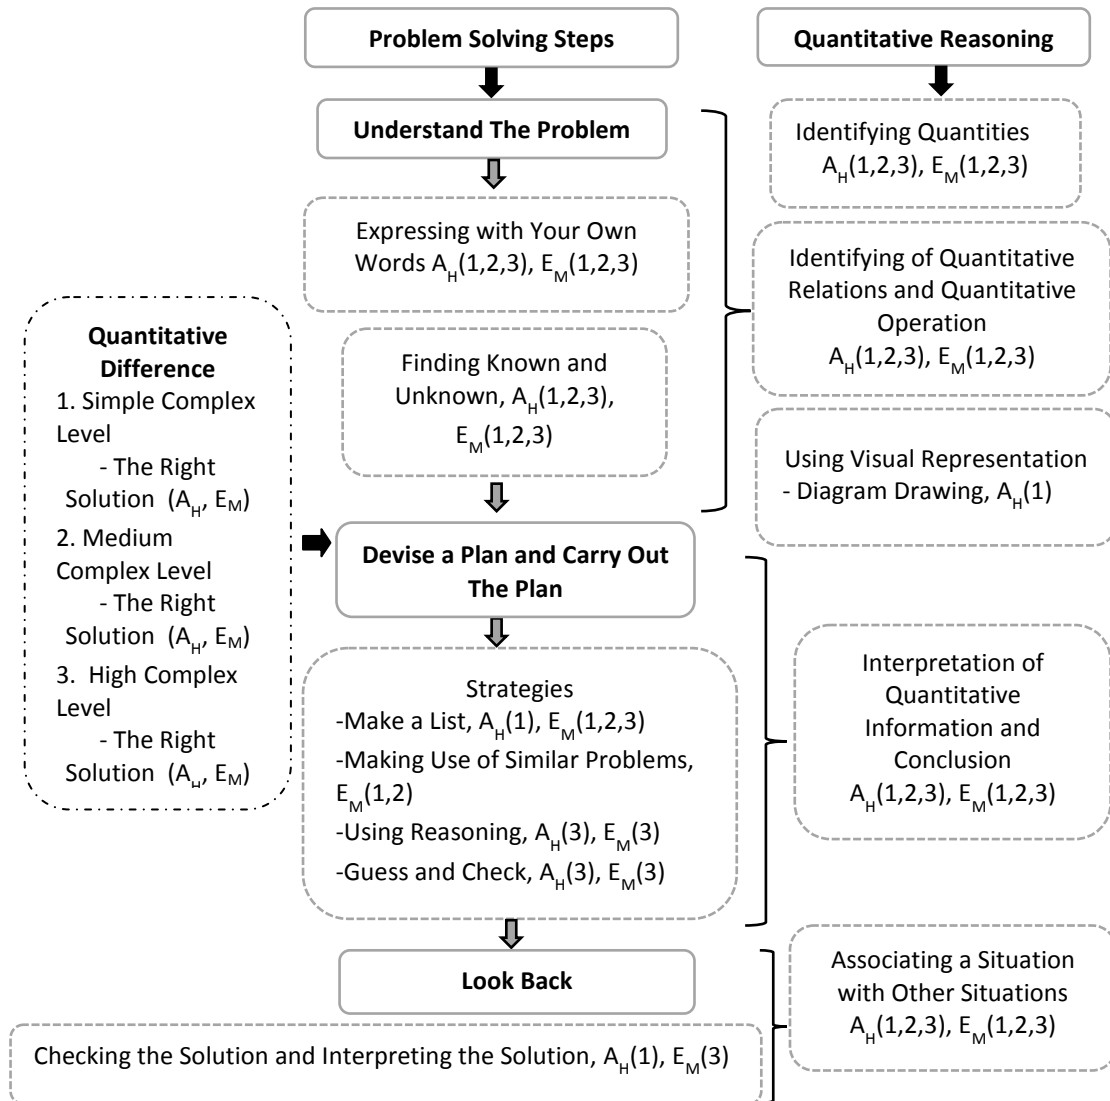 Problem Solving Steps
Understand The Problem
Expressing with Your Own
Words A_H(1,2,3), E_M(1,2,3)
Finding Known and
Unknown, A_H(1,2,3),
E_M(1,2,3)
Quantitative
Difference
1. Simple Complex
Level
- The Right
Solution (A_H, E_M)
2. Medium
Complex Level
- The Right
Solution (A_H, E_M)
3. High Complex
Level
- The Right
Solution (A_H, E_M)
Devise a Plan and Carry Out
The Plan
Strategies
-Make a List, A_H(1), E_M(1,2,3)
-Making Use of Similar Problems,
E_M(1,2)
-Using Reasoning, A_H(3), E_M(3)
-Guess and Check, A_H(3), E_M(3)
Look Back
Checking the Solution and Interpreting the Solution, A_H(1), E_M(3)
Quantitative Reasoning
Identifying Quantities
A_H(1,2,3), E_M(1,2,3)
Identifying of Quantitative
Relations and Quantitative
Operation
A_H(1,2,3), E_M(1,2,3)
Using Visual Representation
- Diagram Drawing, A_H(1)
Interpretation of
Quantitative
Information and
Conclusion
A_H(1,2,3), E_M(1,2,3)
Associating a Situation
with Other Situations
A_H(1,2,3), E_M(1,2,3)